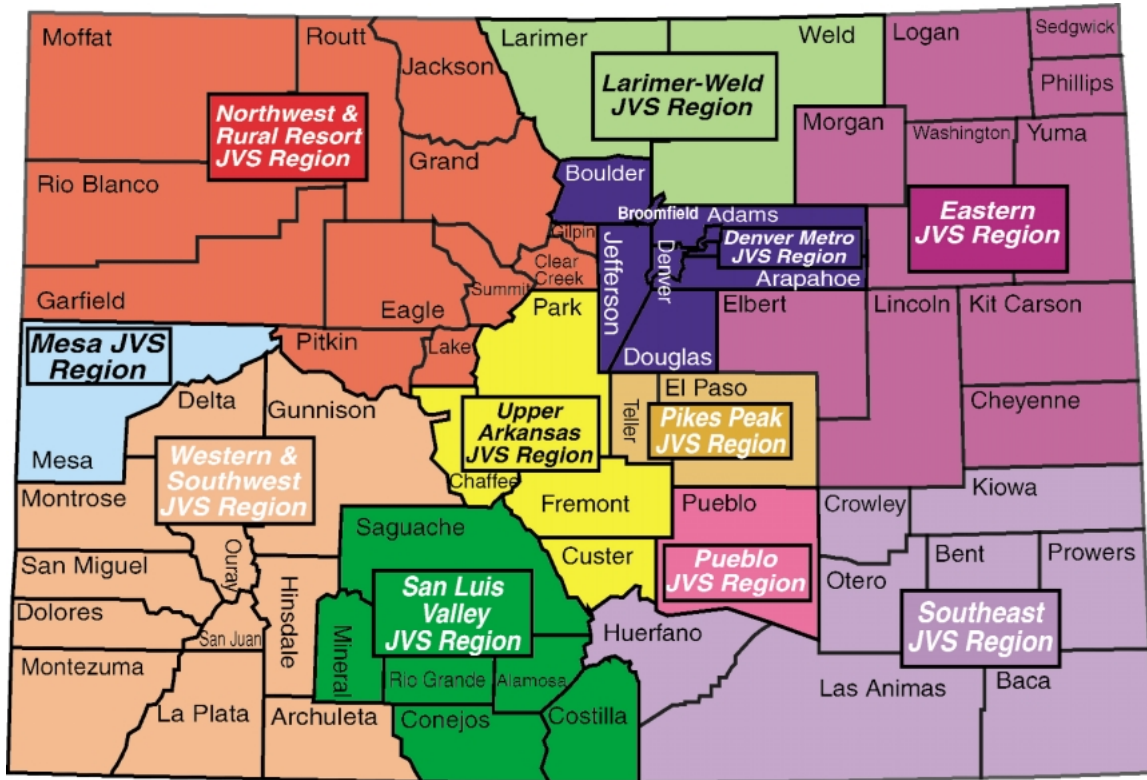 Moffat
Routt
Larimer
Weld
Logan
Sedgwick
Jackson
Phillips
Larimer-Weld
JVS Region
Northwest &
Rural Resort
JVS Region
Morgan
Washington
Yuma
Grand
Boulder
Rio Blanco
Broomfield
Adams
Eastern
JVS Region
Gilpin
Jefferson
Denver
Denver Metro
JVS Region
Clear
Creek
Arapahoe
Summit
Garfield
Eagle
Park
Elbert
Lincoln
Kit Carson
Mesa JVS
Region
Pitkin
Lake
Douglas
Delta
Gunnison
El Paso
Teller
Cheyenne
Upper
Arkansas
JVS Region
Pikes Peak
JVS Region
Mesa
Western &
Southwest
JVS Region
Chaffee
Montrose
Fremont
Pueblo
Crowley
Kiowa
Saguache
Ouray
San Miguel
Custer
Pueblo
JVS Region
Bent
Prowers
Otero
Hinsdale
San Luis
Valley
JVS Region
Dolores
San Juan
Mineral
Huerfano
Southeast
JVS Region
Montezuma
Rio Grande
Alamosa
Las Animas
Baca
La Plata
Archuleta
Conejos
Costilla